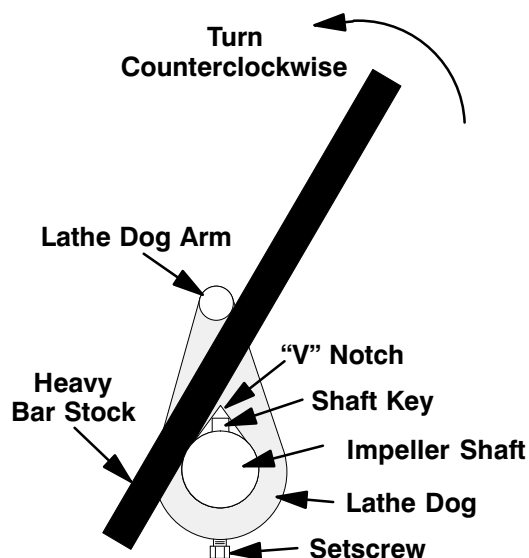 Turn
Counterclockwise
Lathe Dog Arm
“V” Notch
Heavy
Bar Stock
Shaft Key
Impeller Shaft
Lathe Dog
Setscrew